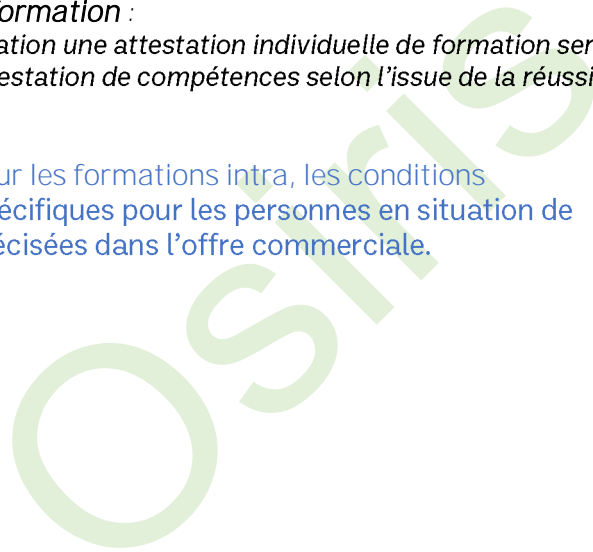 formation :
ation une attestation individuelle de formation ser
estation de compétences selon l'issue de la réussi
ur les formations intra, les conditions
écifiques pour les personnes en situation de
écisées dans l'offre commerciale.
Osiris